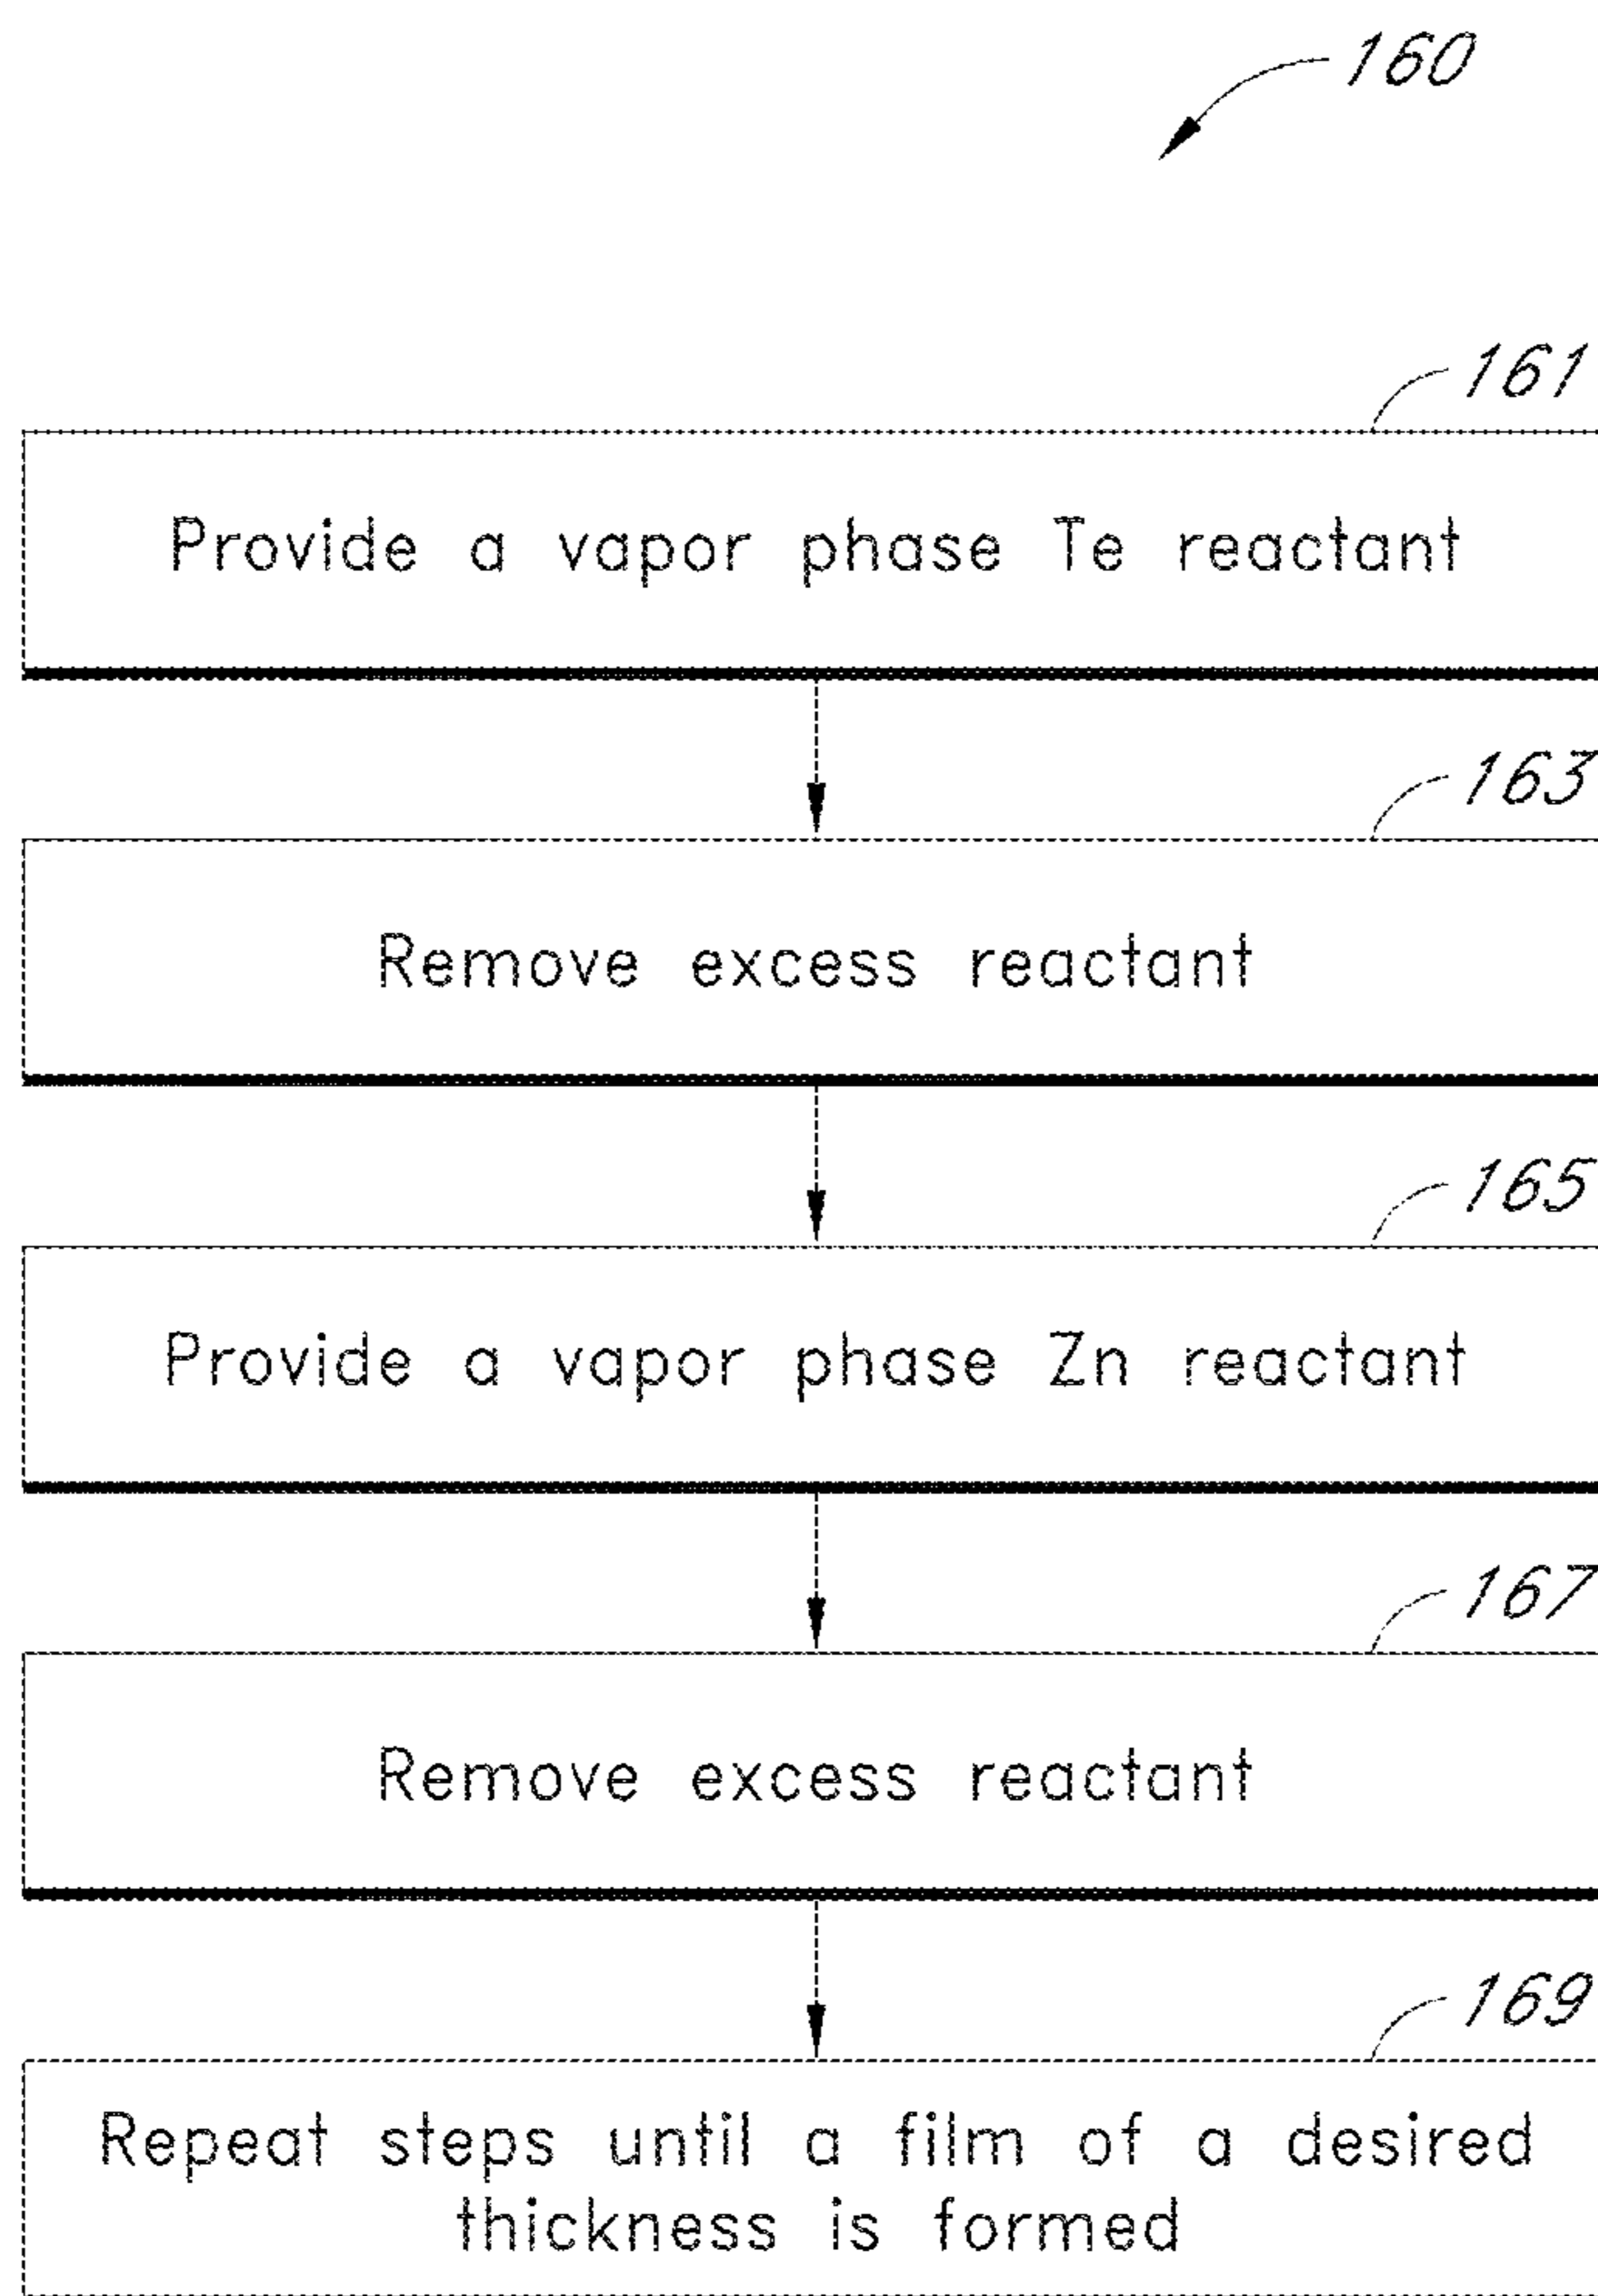 160
161
Provide a vapor phase Te reactant
163
Remove excess reactant
165
Provide a vapor phase Zn reactant
167
Remove excess reactant
169
Repeat steps until a film of a desired
thickness is formed